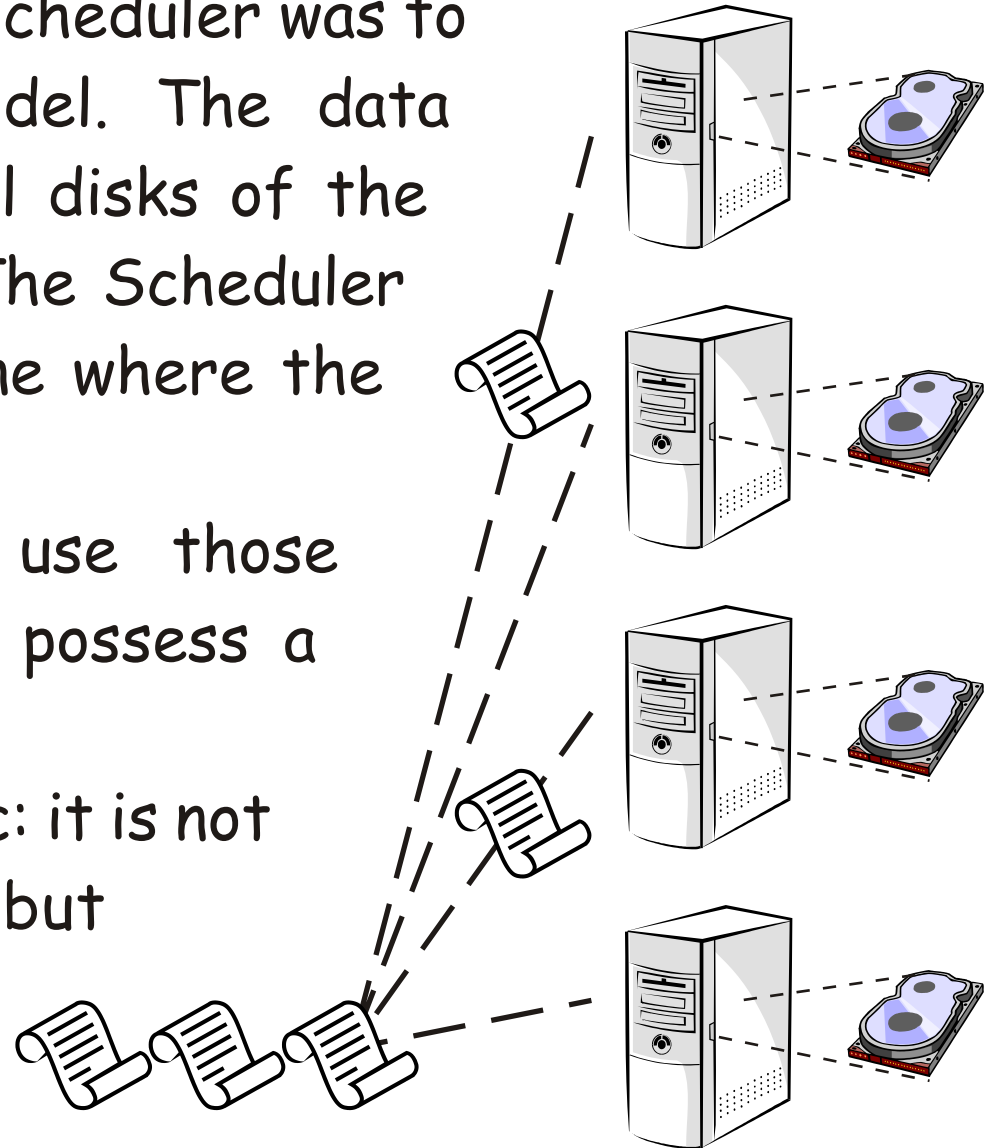 cheduler was to
del. The data
l disks of the
The Scheduler
ne where the
use those
possess a
c: it is not
but